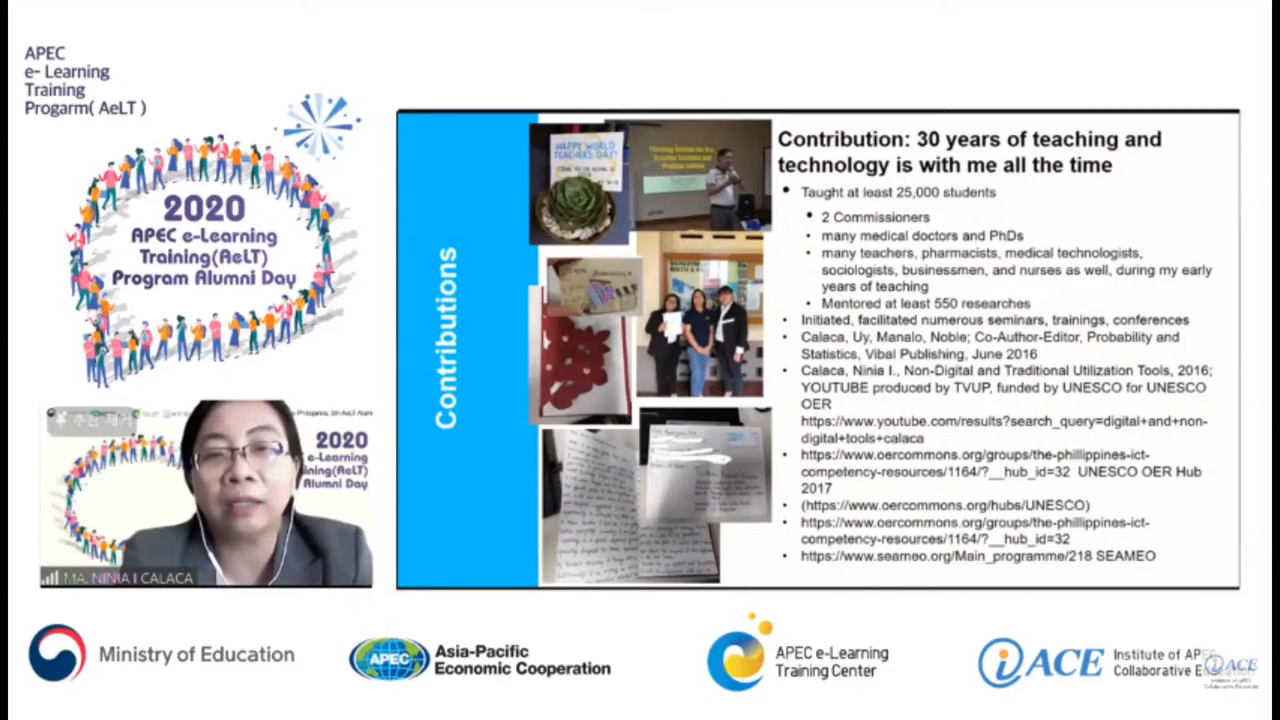 APEC
e- Learning
Training
Progarm( AeLT )
2020
APEC e-Learning
Training(AeLT)
Program Alumni Day
추천 제거
2020
e-Learning
ining(AeLT)
Alumni Day
MA. NINIA I CALACA
Contributions
HAPPY WORLD
TEACHERS DAY!
Contribution: 30 years of teaching and
technology is with me all the time
• Taught at least 25,000 students
• 2 Commissioners
• many medical doctors and PhDs
• many teachers, pharmacists, medical technologists,
sociologists, businessmen, and nurses as well, during my early
years of teaching
• Mentored at least 550 researches
• Initiated, facilitated numerous seminars, trainings, conferences
• Calaca, Uy, Manalo, Noble; Co-Author-Editor, Probability and
Statistics, Vibal Publishing, June 2016
• Calaca, Ninia I., Non-Digital and Traditional Utilization Tools, 2016;
YOUTUBE produced by TVUP, funded by UNESCO for UNESCO
OER
https://www.youtube.com/results?search_query=digital+and+non-
digital+tools+calaca
• https://www.oercommons.org/groups/the-phillippines-ict-
competency-resources/1164/?__hub_id=32 UNESCO OER Hub
2017
• (https://www.oercommons.org/hubs/UNESCO)
• https://www.oercommons.org/groups/the-phillippines-ict-
competency-resources/1164/?__hub_id=32
• https://www.seameo.org/Main_programme/218 SEAMEO
Ministry of Education
APEC
Asia-Pacific
Economic Cooperation
APEC e-Learning
Training Center
iACE
Institute of APEC
Collaborative
iACE